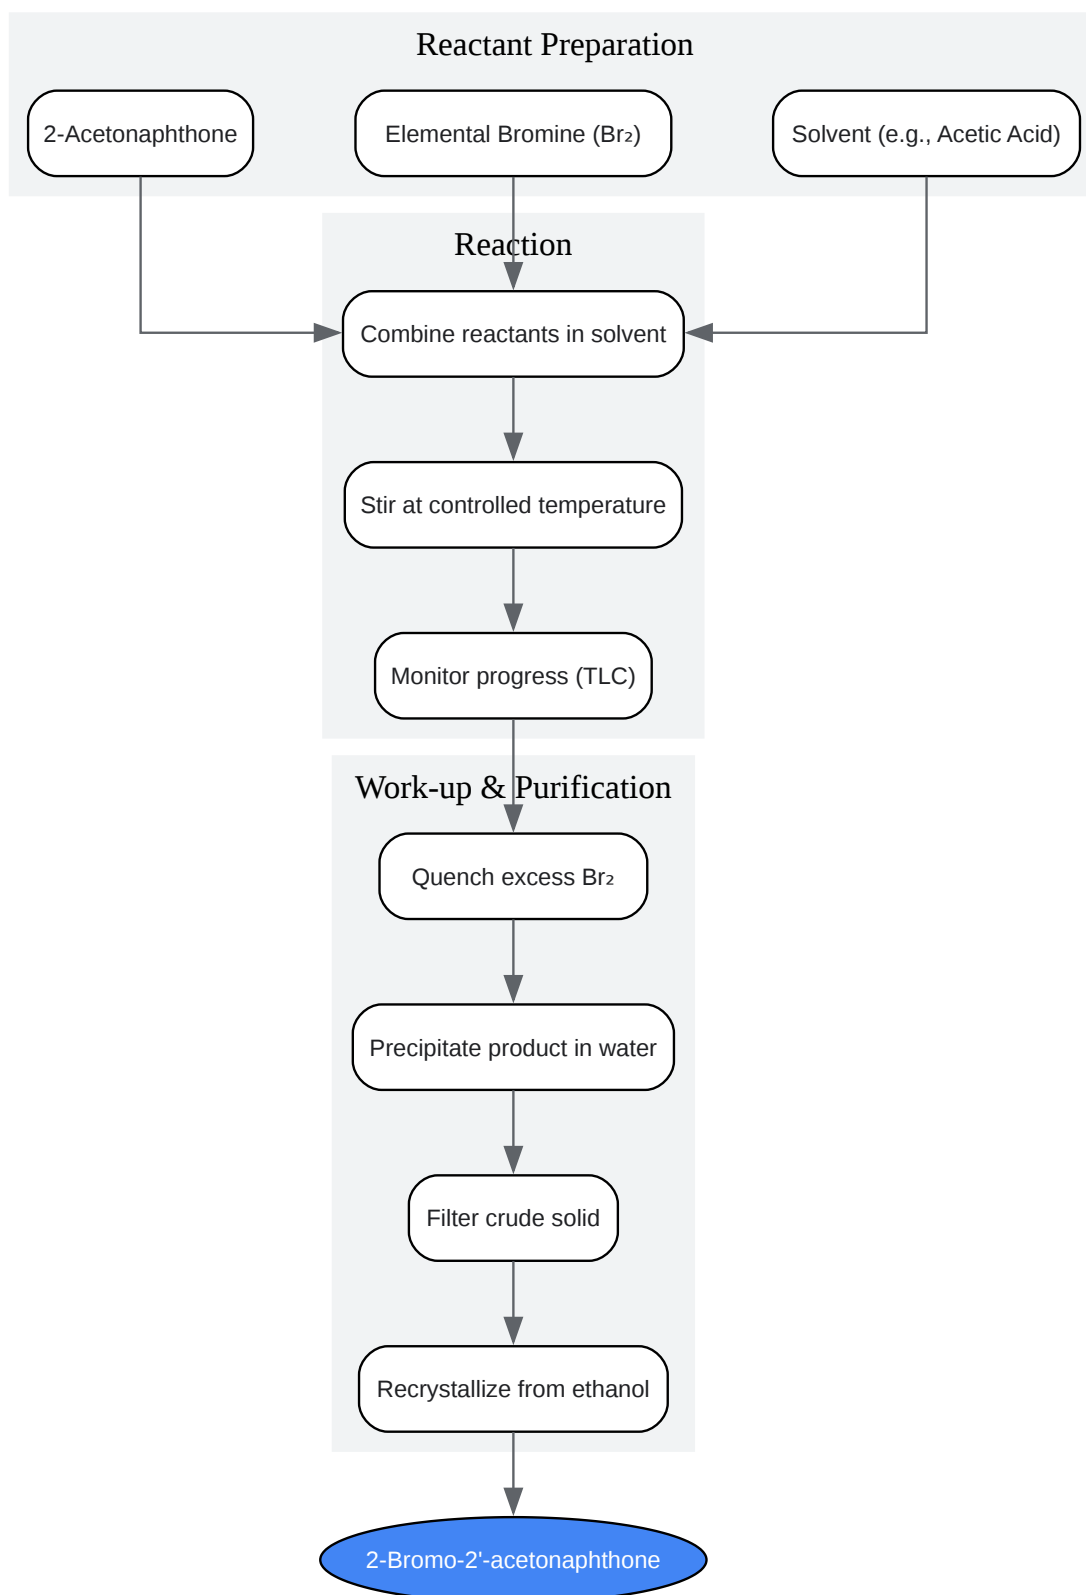 Reactant Preparation
2-Acetonaphthone
Elemental Bromine (Br₂)
Solvent (e.g., Acetic Acid)
Reaction
Combine reactants in solvent
Stir at controlled temperature
Monitor progress (TLC)
Work-up & Purification
Quench excess Br₂
Precipitate product in water
Filter crude solid
Recrystallize from ethanol
2-Bromo-2'-acetonaphthone